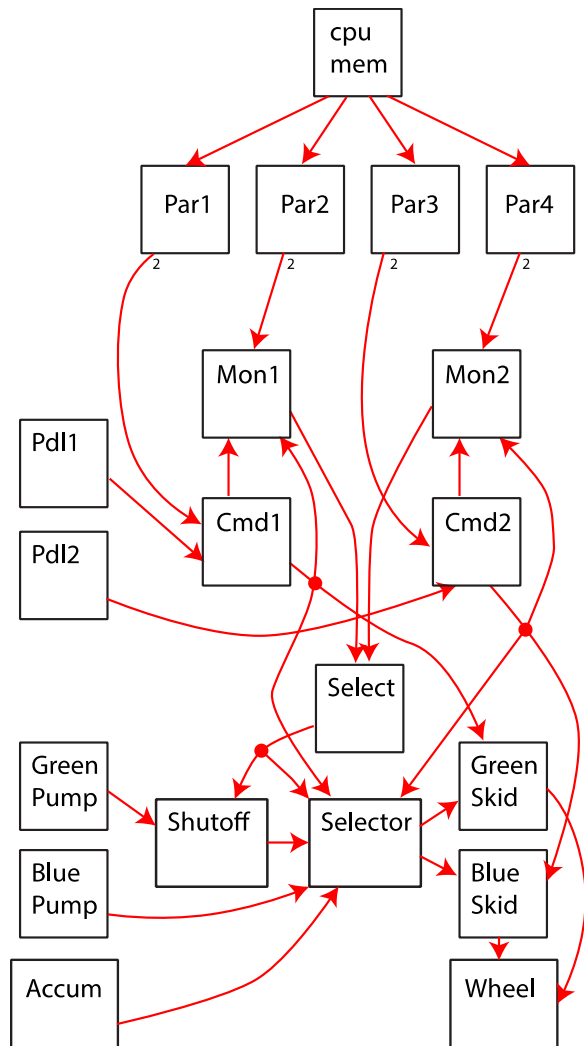 cpu
mem
Par1
Par2
Par3
Par4
2
2
2
2
Mon1
Mon2
Pdl1
Cmd1
Cmd2
Pdl2
Select
Green
Pump
Green
Skid
Shutoff
Selector
Blue
Pump
Blue
Skid
Accum
Wheel